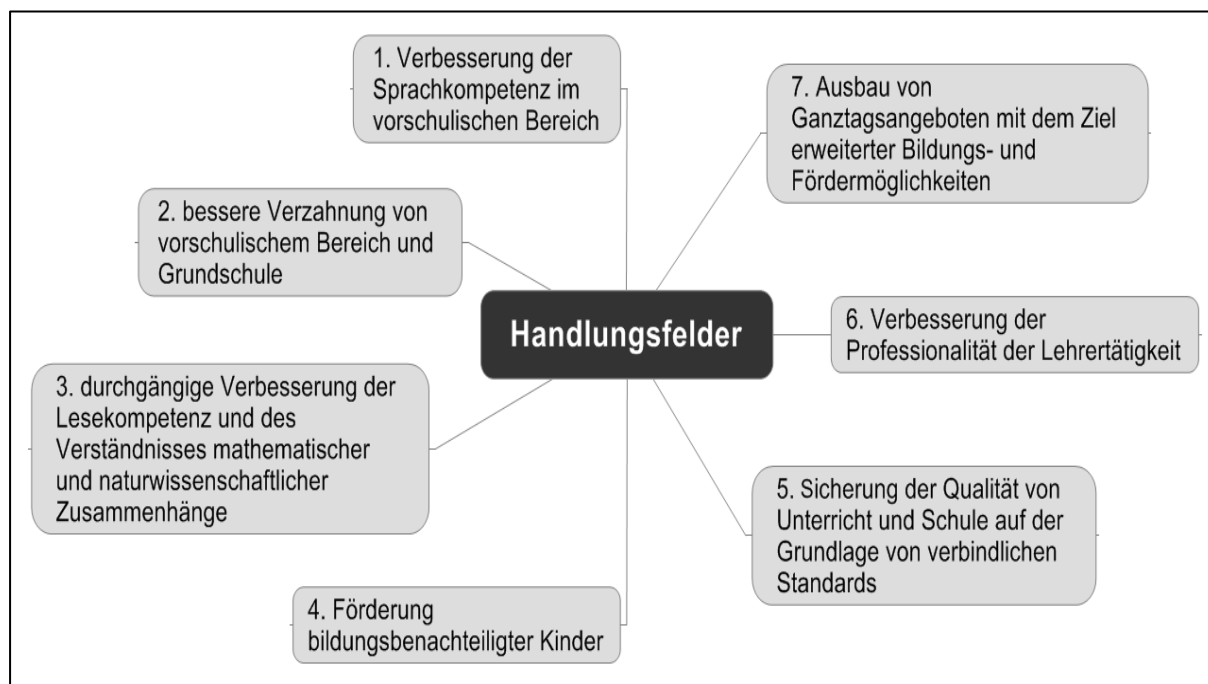 1. Verbesserung der
Sprachkompetenz im
vorschulischen Bereich
2. bessere Verzahnung von
vorschulischem Bereich und
Grundschule
3. durchgängige Verbesserung der
Lesekompetenz und des
Verständnisses mathematischer
und naturwissenschaftlicher
Zusammenhänge
4. Förderung
bildungsbenachteiligter Kinder
Handlungsfelder
7. Ausbau von
Ganztagsangeboten mit dem Ziel
erweiterter Bildungs- und
Fördermöglichkeiten
6. Verbesserung der
Professionalität der Lehrertätigkeit
5. Sicherung der Qualität von
Unterricht und Schule auf der
Grundlage von verbindlichen
Standards